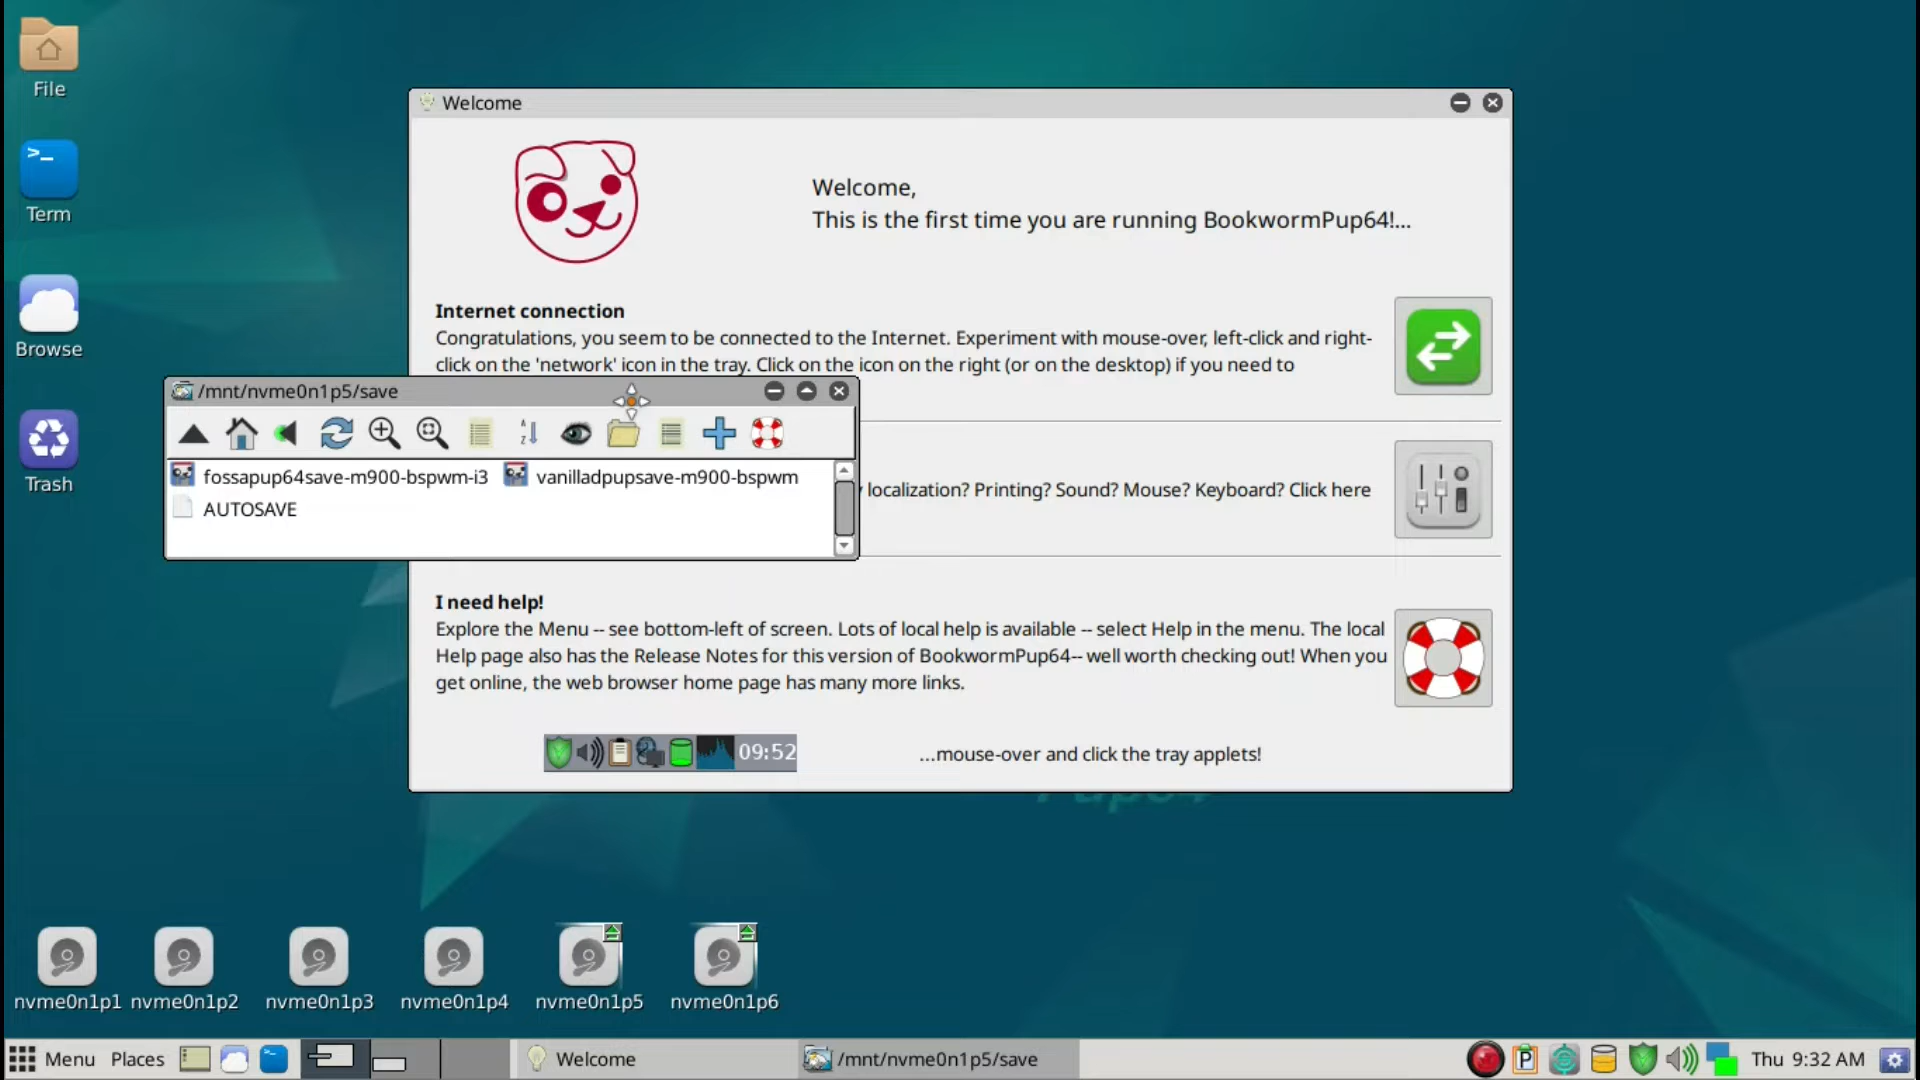 File
Term
Browse
Trash
Welcome
Welcome,
This is the first time you are running BookwormPup64!...
Internet connection
Congratulations, you seem to be connected to the Internet. Experiment with mouse-over, left-click and right-
click on the 'network' icon in the tray. Click on the icon on the right (or on the desktop) if you need to
/mnt/nvme0n1p5/save
fossapup64save-m900-bspwm-i3
vanilladpupsave-m900-bspwm
AUTOSAVE
localization? Printing? Sound? Mouse? Keyboard? Click here
I need help!
Explore the Menu -- see bottom-left of screen. Lots of local help is available -- select Help in the menu. The local
Help page also has the Release Notes for this version of BookwormPup64-- well worth checking out! When you
get online, the web browser home page has many more links.
09:52
...mouse-over and click the tray applets!
nvme0n1p1
nvme0n1p2
nvme0n1p3
nvme0n1p4
nvme0n1p5
nvme0n1p6
Menu
Places
Welcome
/mnt/nvme0n1p5/save
Thu 9:32 AM